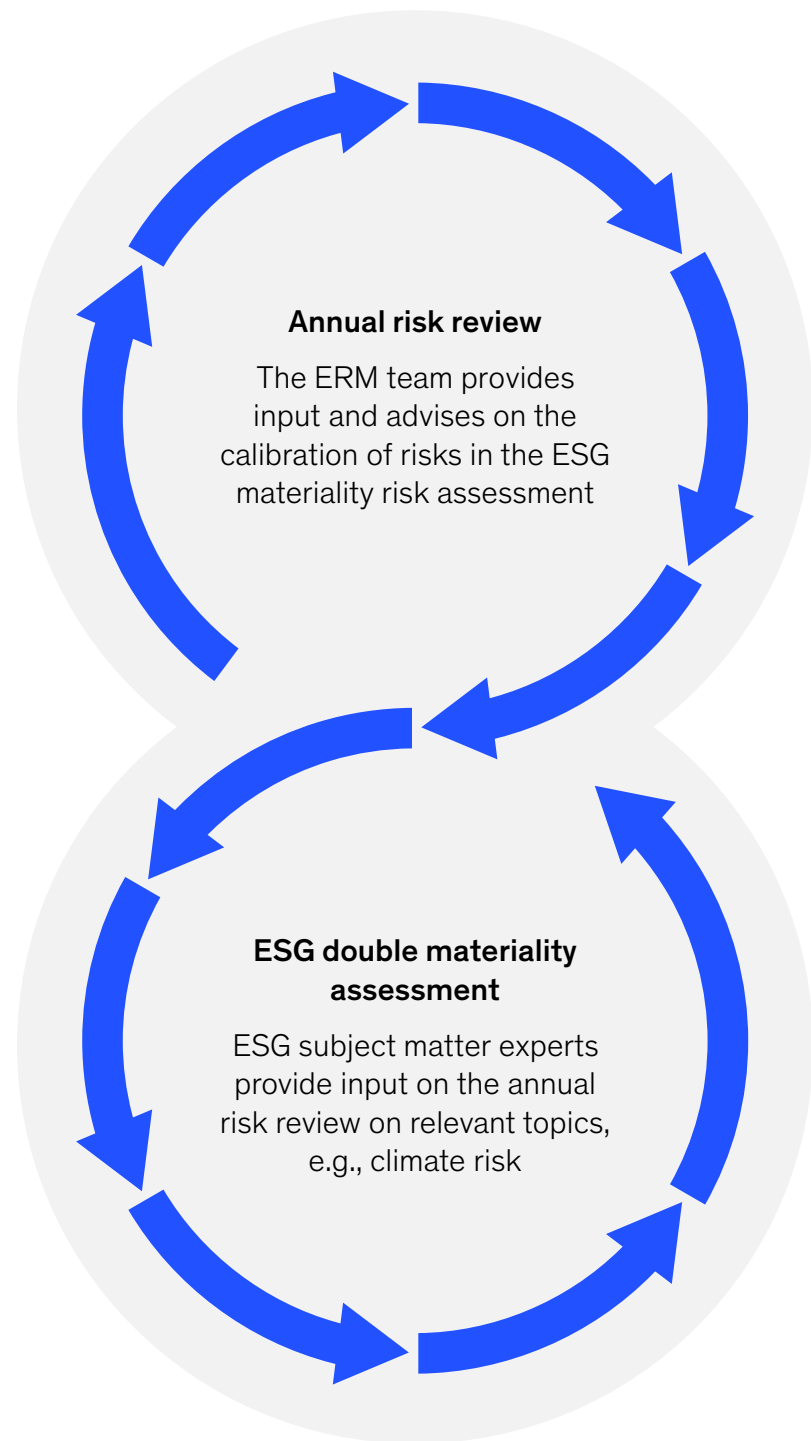 Annual risk review
The ERM team provides
input and advises on the
calibration of risks in the ESG
materiality risk assessment
ESG double materiality
assessment
ESG subject matter experts
provide input on the annual
risk review on relevant topics,
e.g., climate risk